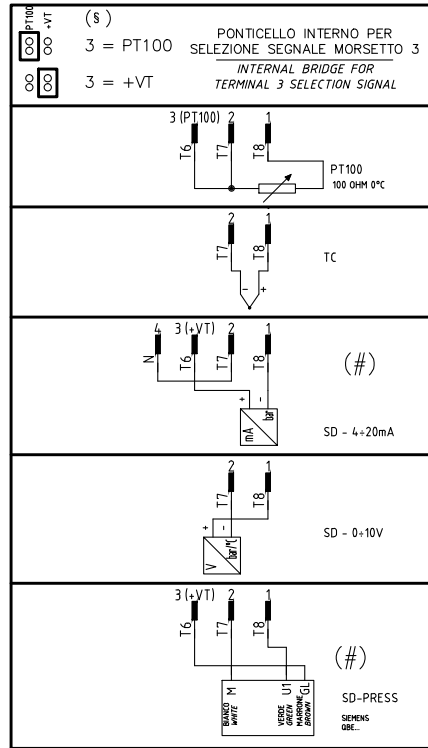 PT100
+VT
(§)
3 = PT100
3 = +VT
PONTICELLO INTERNO PER
SELEZIONE SEGNALE MORSETTO 3
INTERNAL BRIDGE FOR
TERMINAL 3 SELECTION SIGNAL
3 (PT100) 2 1
T6 T7 T8
PT100
100 OHM 0°C
2 1
T7 T8
- +
TC
4 3 (+VT) 2 1
N T6 T7 T8
(#)
+ -
mA bar
SD - 4÷20mA
2 1
T7 T8
+ -
V bar/°C
SD - 0÷10V
3 (+VT) 2 1
T6 T7 T8
(#)
M U1 GL
BIANCO
WHITE
VERDE
GREEN
MARRONE
BROWN
SD-PRESS
SIEMENS
QBE...